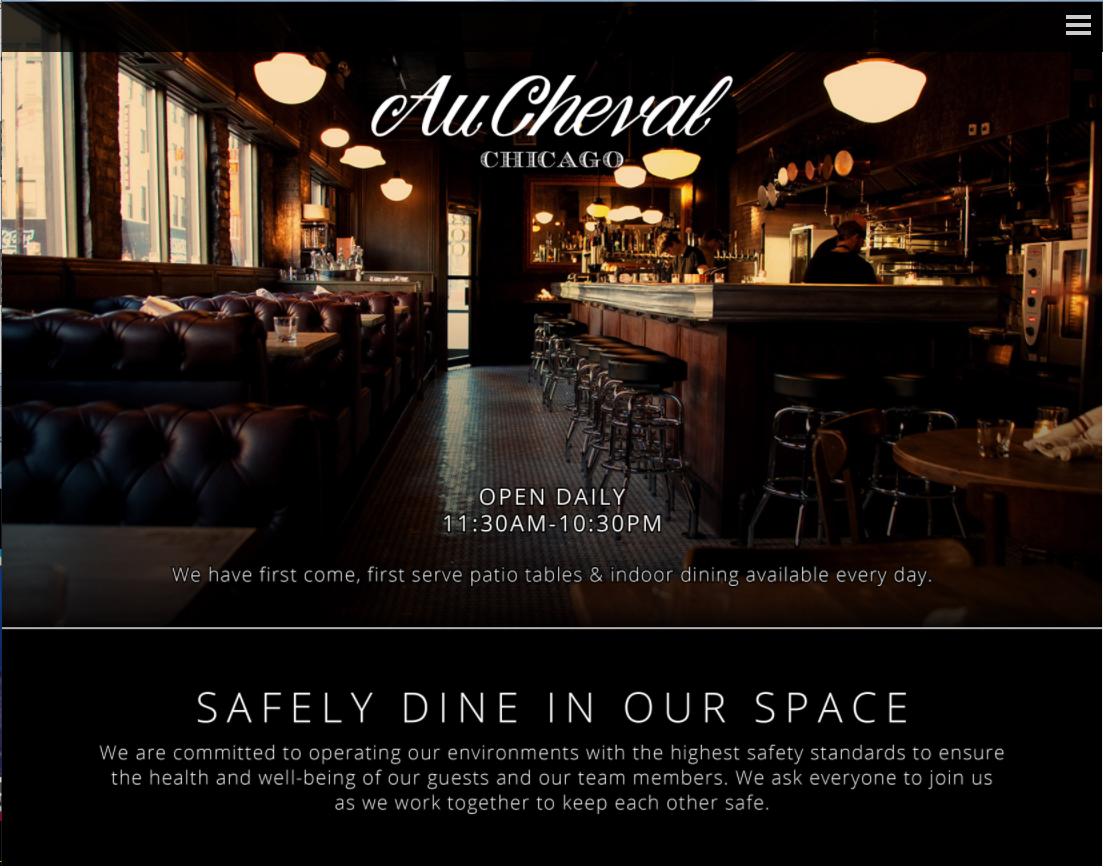 Au Cheval
CHICAGO
OPEN DAILY
11:30AM-10:30PM
We have first come, first serve patio tables & indoor dining available every day.
SAFELY DINE IN OUR SPACE
We are committed to operating our environments with the highest safety standards to ensure
the health and well-being of our guests and our team members. We ask everyone to join us
as we work together to keep each other safe.